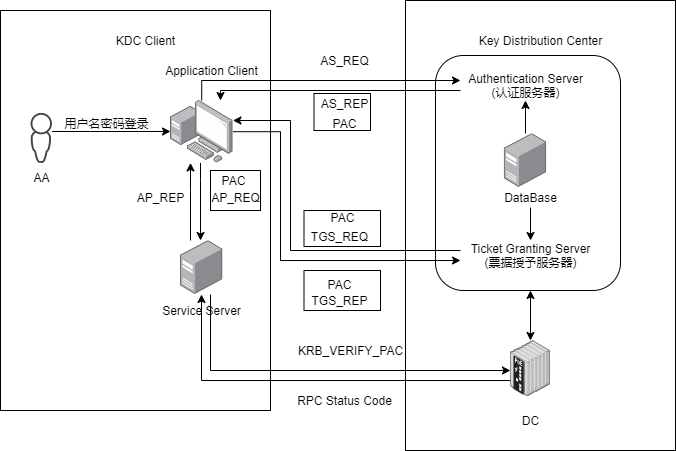 KDC Client
Key Distribution Center
Application Client
AS_REQ
Authentication Server
(认证服务器)
AS_REP
PAC
用户名密码登录
AA
AP_REP
PAC
AP_REQ
DataBase
PAC
TGS_REQ
Ticket Granting Server
(票据授予服务器)
PAC
TGS_REP
Service Server
KRB_VERIFY_PAC
RPC Status Code
DC